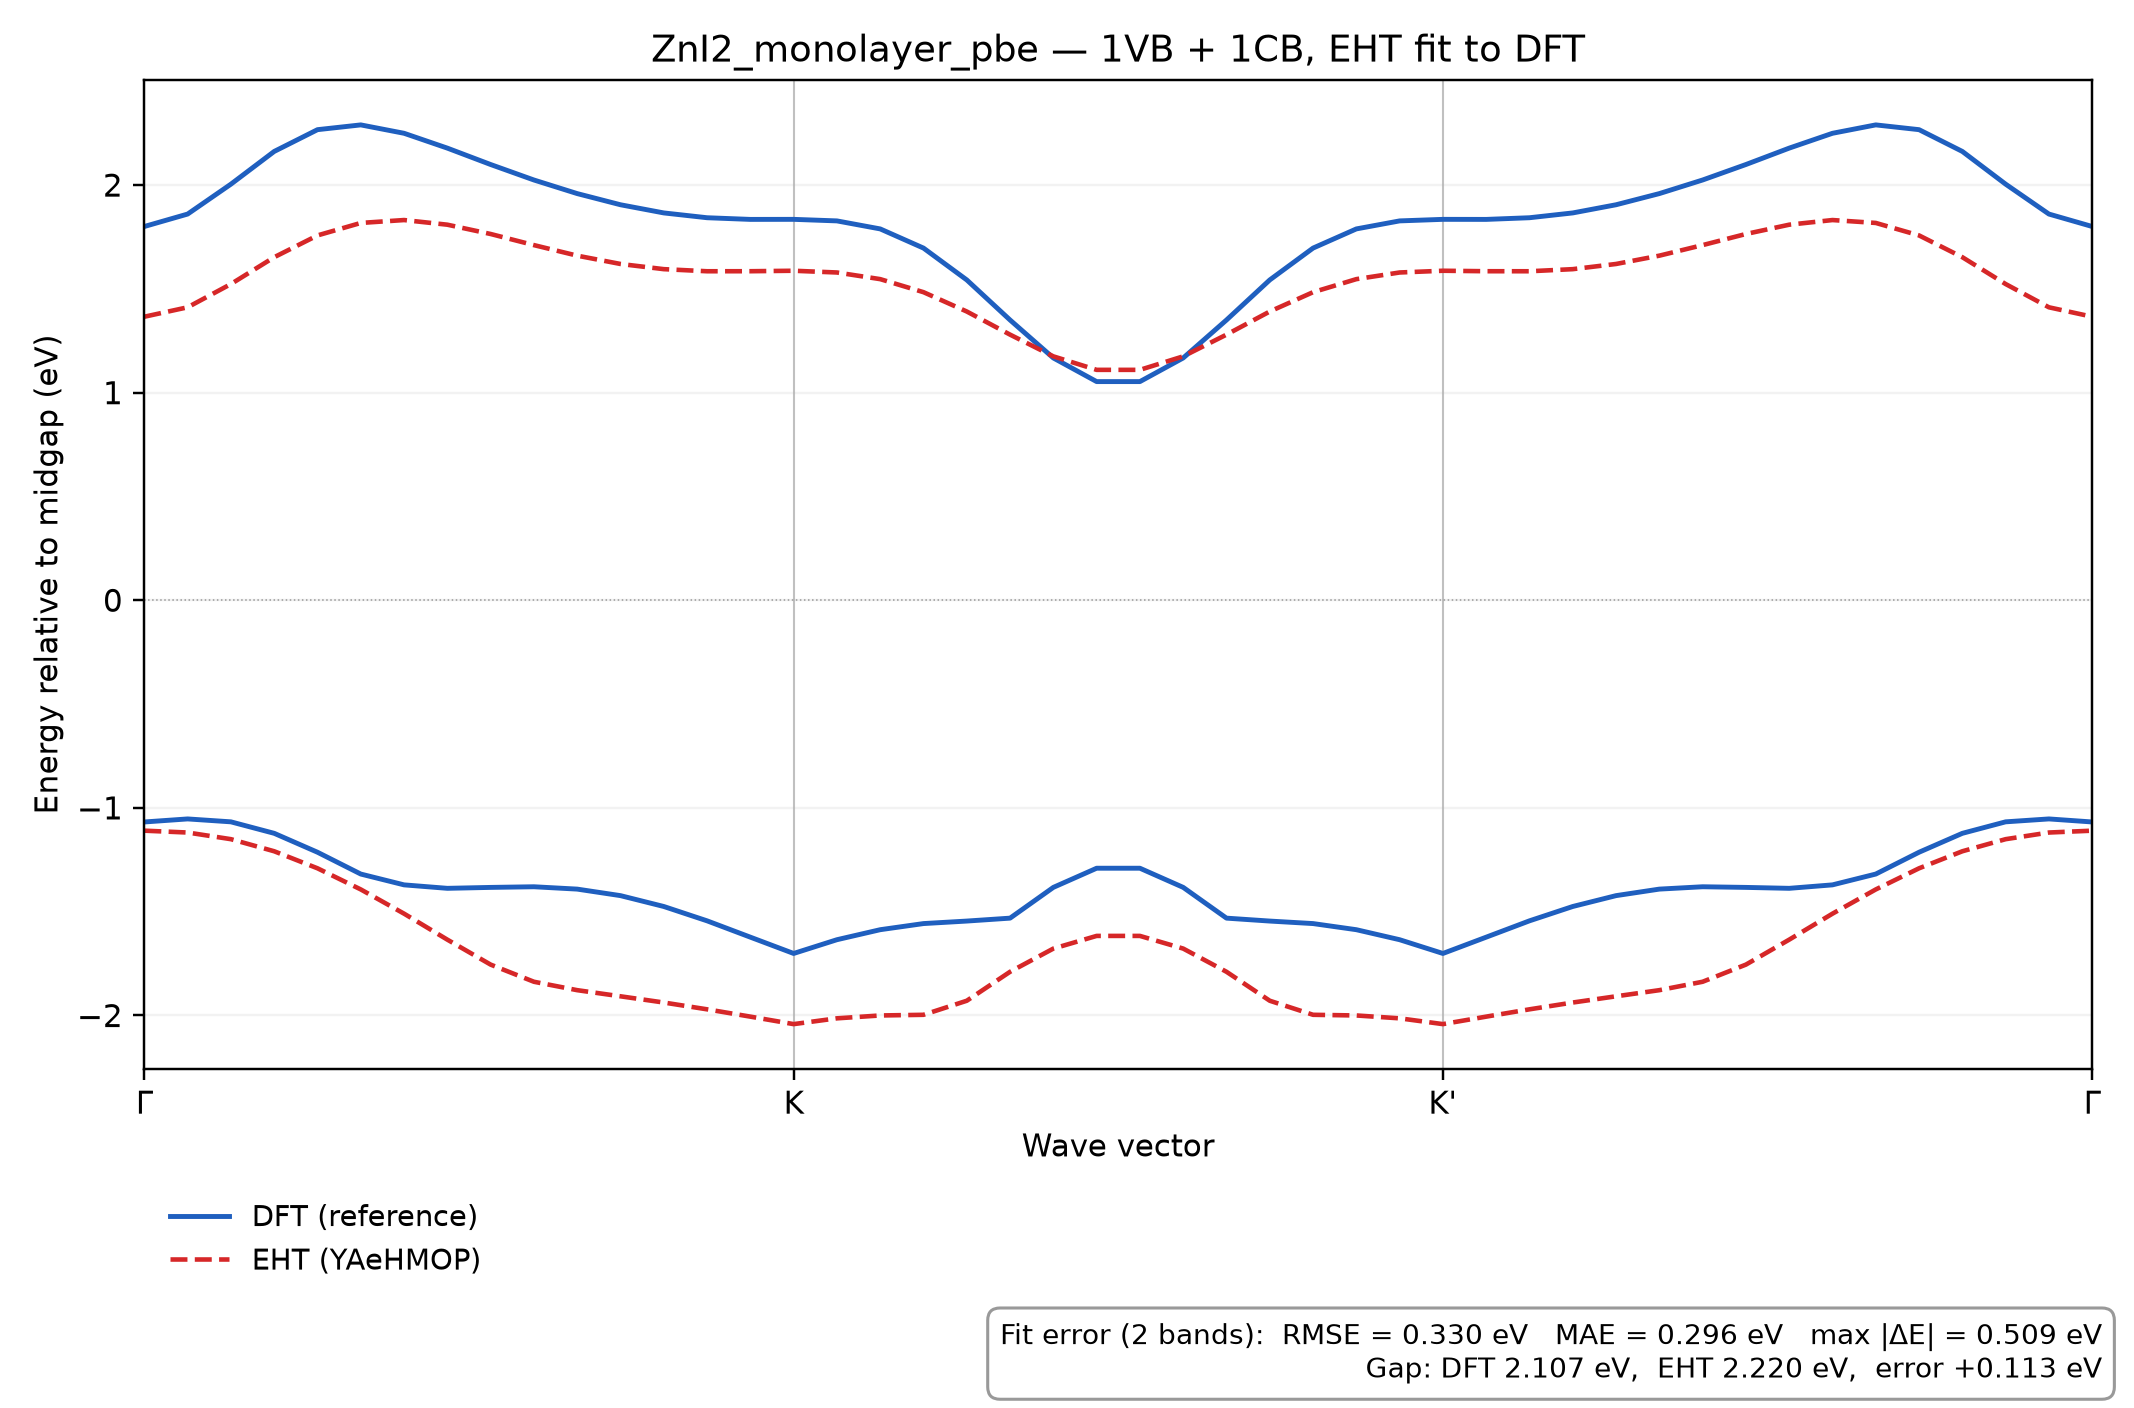 ZnI2_monolayer_pbe — 1VB + 1CB, EHT fit to DFT
Energy relative to midgap (eV)
2
1
0
−1
−2
Γ K K' Γ
Wave vector
DFT (reference)
EHT (YAeHMOP)
Fit error (2 bands):  RMSE = 0.330 eV   MAE = 0.296 eV   max |ΔE| = 0.509 eV
Gap: DFT 2.107 eV,  EHT 2.220 eV,  error +0.113 eV